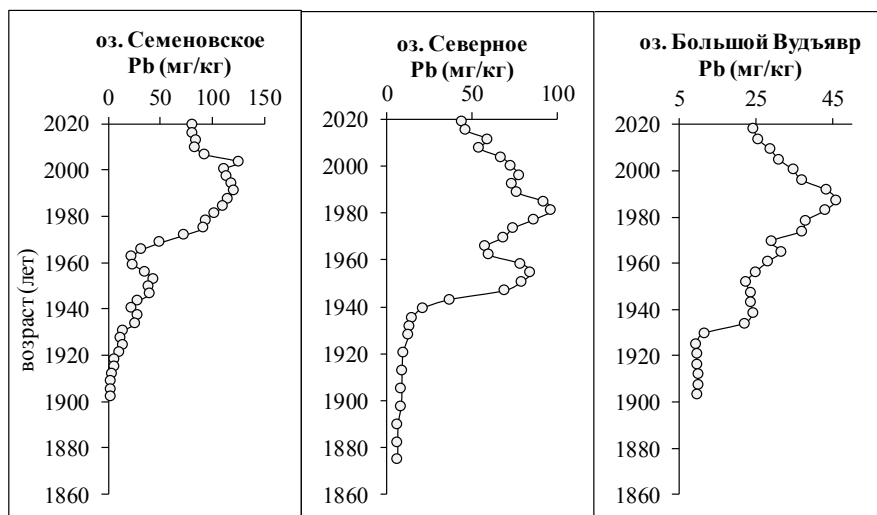 оз. Семеновское
Pb (мг/кг)
0 50 100 150
2020
2000
1980
1960
1940
1920
1900
1880
1860
возраст (лет)
оз. Северное
Pb (мг/кг)
0 50 100
2020
2000
1980
1960
1940
1920
1900
1880
1860
оз. Большой Вудъявр
Pb (мг/кг)
5 25 45
2020
2000
1980
1960
1940
1920
1900
1880
1860